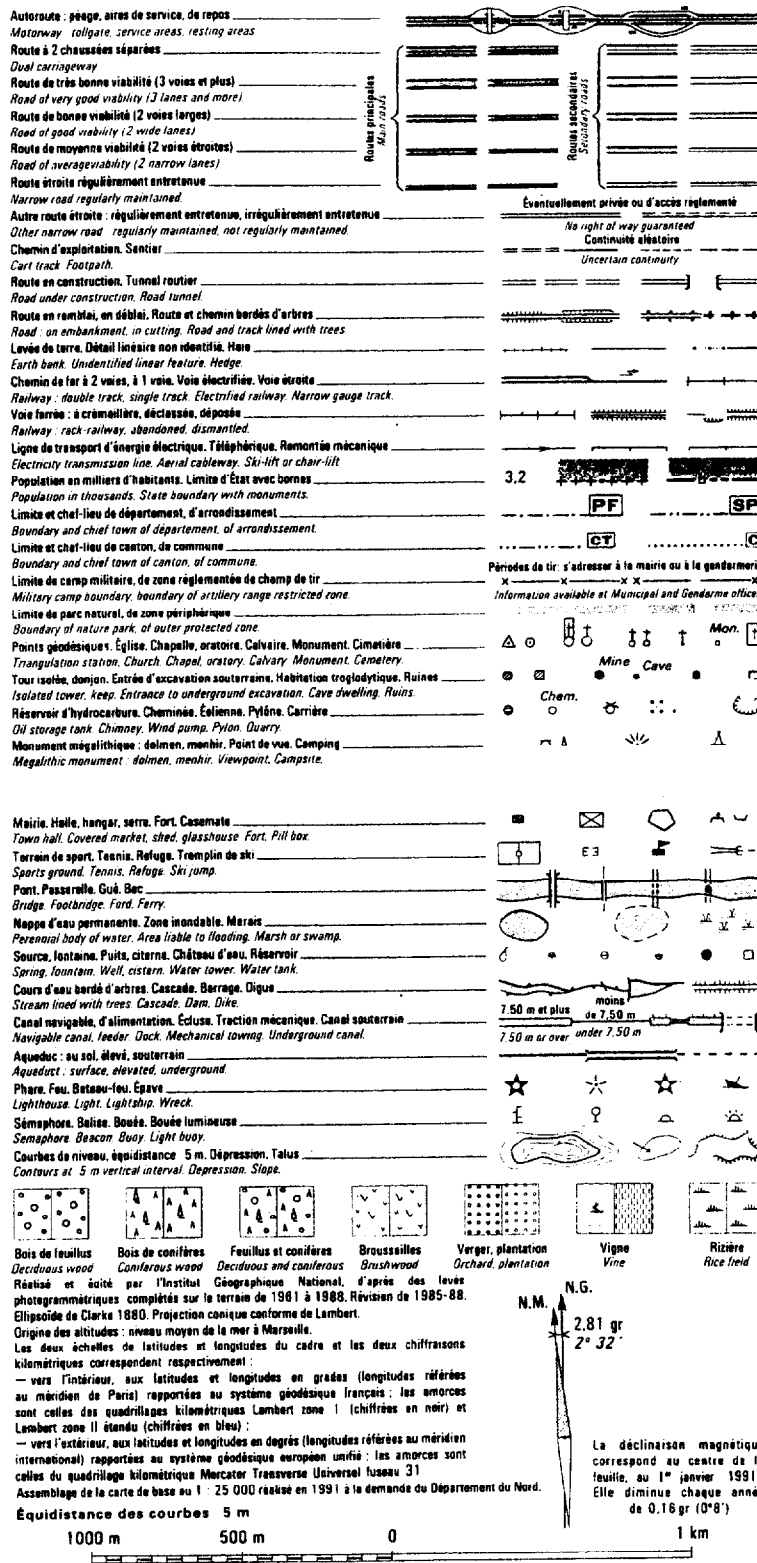 Autoroute : péage, aires de service, de repos
Motorway tollgate, service areas, resting areas
Route à 2 chaussées séparées
Dual carriageway
Route de très bonne viabilité (3 voies et plus)
Road of very good viability (3 lanes and more)
Route de bonne viabilité (2 voies larges)
Road of good viability (2 wide lanes)
Route de moyenne viabilité (2 voies étroites)
Road of average viability (2 narrow lanes)
Route étroite régulièrement entretenue
Narrow road regularly maintained.
Routes principales
Main roads
Routes secondaires
Secondary roads
Éventuellement privée ou d'accès réglementé
Autre route étroite : régulièrement entretenue, irrégulièrement entretenue
Other narrow road regularly maintained, not regularly maintained.
No right of way guaranteed
Continuité aléatoire
Chemin d'exploitation. Sentier
Cart track. Footpath.
Uncertain continuity
Route en construction. Tunnel routier
Road under construction. Road tunnel.
Route en remblai, en déblai. Route et chemin bordés d'arbres
Road : on embankment, in cutting. Road and track lined with trees
Levée de terre. Détail linéaire non identifié. Haie
Earth bank. Unidentified linear feature. Hedge.
Chemin de fer à 2 voies, à 1 voie. Voie électrifiée. Voie étroite
Railway : double track, single track. Electrified railway. Narrow gauge track.
Voie ferrée : à crémaillère, déclassée, déposée
Railway : rack-railway, abandoned, dismantled.
Ligne de transport d'énergie électrique. Téléphérique. Remontée mécanique
Electricity transmission line. Aerial cableway. Ski-lift or chair-lift
Population en milliers d'habitants. Limite d'État avec bornes
3.2
Population in thousands. State boundary with monuments.
Limite et chef-lieu de département, d'arrondissement
PF SP
Boundary and chief town of département, of arrondissement.
Limite et chef-lieu de canton, de commune
CT C
Boundary and chief town of canton, of commune.
Périodes de tir: s'adresser à la mairie ou à la gendarmeri
Limite de camp militaire, de zone réglementée de champ de tir
Military camp boundary, boundary of artillery range restricted zone.
Information available at Municipal and Gendarme office
Limite de parc naturel, de zone périphérique
Boundary of nature park, of outer protected zone.
Points géodésiques. Église. Chapelle, oratoire. Calvaire. Monument. Cimetière
Mon.
Triangulation station. Church. Chapel, oratory. Calvary. Monument. Cemetery.
Mine Cave
Tour isolée, donjon. Entrée d'excavation souterraine. Habitation troglodytique. Ruines
Isolated tower, keep. Entrance to underground excavation. Cave dwelling. Ruins.
Chem.
Réservoir d'hydrocarbure. Cheminée. Éolienne. Pylône. Carrière
Oil storage tank. Chimney. Wind pump. Pylon. Quarry.
Monument mégalithique : dolmen, menhir. Point de vue. Camping
Megalithic monument : dolmen, menhir. Viewpoint. Campsite.
Mairie. Halle, hangar, serre. Fort. Casemate
Town hall. Covered market, shed, glasshouse. Fort. Pill box.
Terrain de sport. Tennis. Refuge. Tremplin de ski
Sports ground. Tennis. Refuge. Ski jump.
Pont. Passerelle. Gué. Bac
Bridge. Footbridge. Ford. Ferry.
Nappe d'eau permanente. Zone inondable. Marais
Perennial body of water. Area liable to flooding. Marsh or swamp.
Source, fontaine. Puits, citerne. Château d'eau. Réservoir
Spring, fountain. Well, cistern. Water tower. Water tank.
Cours d'eau bordé d'arbres. Cascade. Barrage. Digue
Stream lined with trees. Cascade. Dam. Dike.
7.50 m et plus moins de 7,50 m
Canal navigable, d'alimentation. Écluse. Traction mécanique. Canal souterrain
Navigable canal, feeder. Dock. Mechanical towing. Underground canal.
7.50 m or over under 7.50 m
Aqueduc : au sol, élevé, souterrain
Aqueduct : surface, elevated, underground.
Phare. Feu. Bateau-feu. Épave
Lighthouse. Light. Lightship. Wreck.
Sémaphore. Balise. Bouée. Bouée lumineuse
Semaphore. Beacon. Buoy. Light buoy.
Courbes de niveau, équidistance 5 m. Dépression. Talus
Contours at 5 m vertical interval. Depression. Slope.
Bois de feuillus Bois de conifères Feuillus et conifères Broussailles Verger, plantation Vigne Rizière
Deciduous wood Coniferous wood Deciduous and coniferous Brushwood Orchard, plantation Vine Rice field
Réalisé et édité par l'Institut Géographique National, d'après des levés
photogrammétriques complétés sur le terrain de 1961 à 1988. Révision de 1985-88.
Ellipsoïde de Clarke 1880. Projection conique conforme de Lambert.
Origine des altitudes : niveau moyen de la mer à Marseille.
Les deux échelles de latitudes et longitudes du cadre et les deux chiffraisons
kilométriques correspondent respectivement :
— vers l'intérieur, aux latitudes et longitudes en grades (longitudes référées
au méridien de Paris) rapportées au système géodésique français ; les amorces
sont celles des quadrillages kilométriques Lambert zone I (chiffrées en noir) et
Lambert zone II étendu (chiffrées en bleu) ;
— vers l'extérieur, aux latitudes et longitudes en degrés (longitudes référées au méridien
international) rapportées au système géodésique européen unifié ; les amorces sont
celles du quadrillage kilométrique Mercator Transverse Universel fuseau 31
Assemblage de la carte de base au 1 : 25 000 réalisé en 1991 à la demande du Département du Nord.
N.M. N.G.
2,81 gr
2° 32'
La déclinaison magnétiqu
correspond au centre de l
feuille, au 1er janvier 1991
Elle diminue chaque anné
de 0,16 gr (0°8')
Équidistance des courbes 5 m
1000 m 500 m 0 1 km